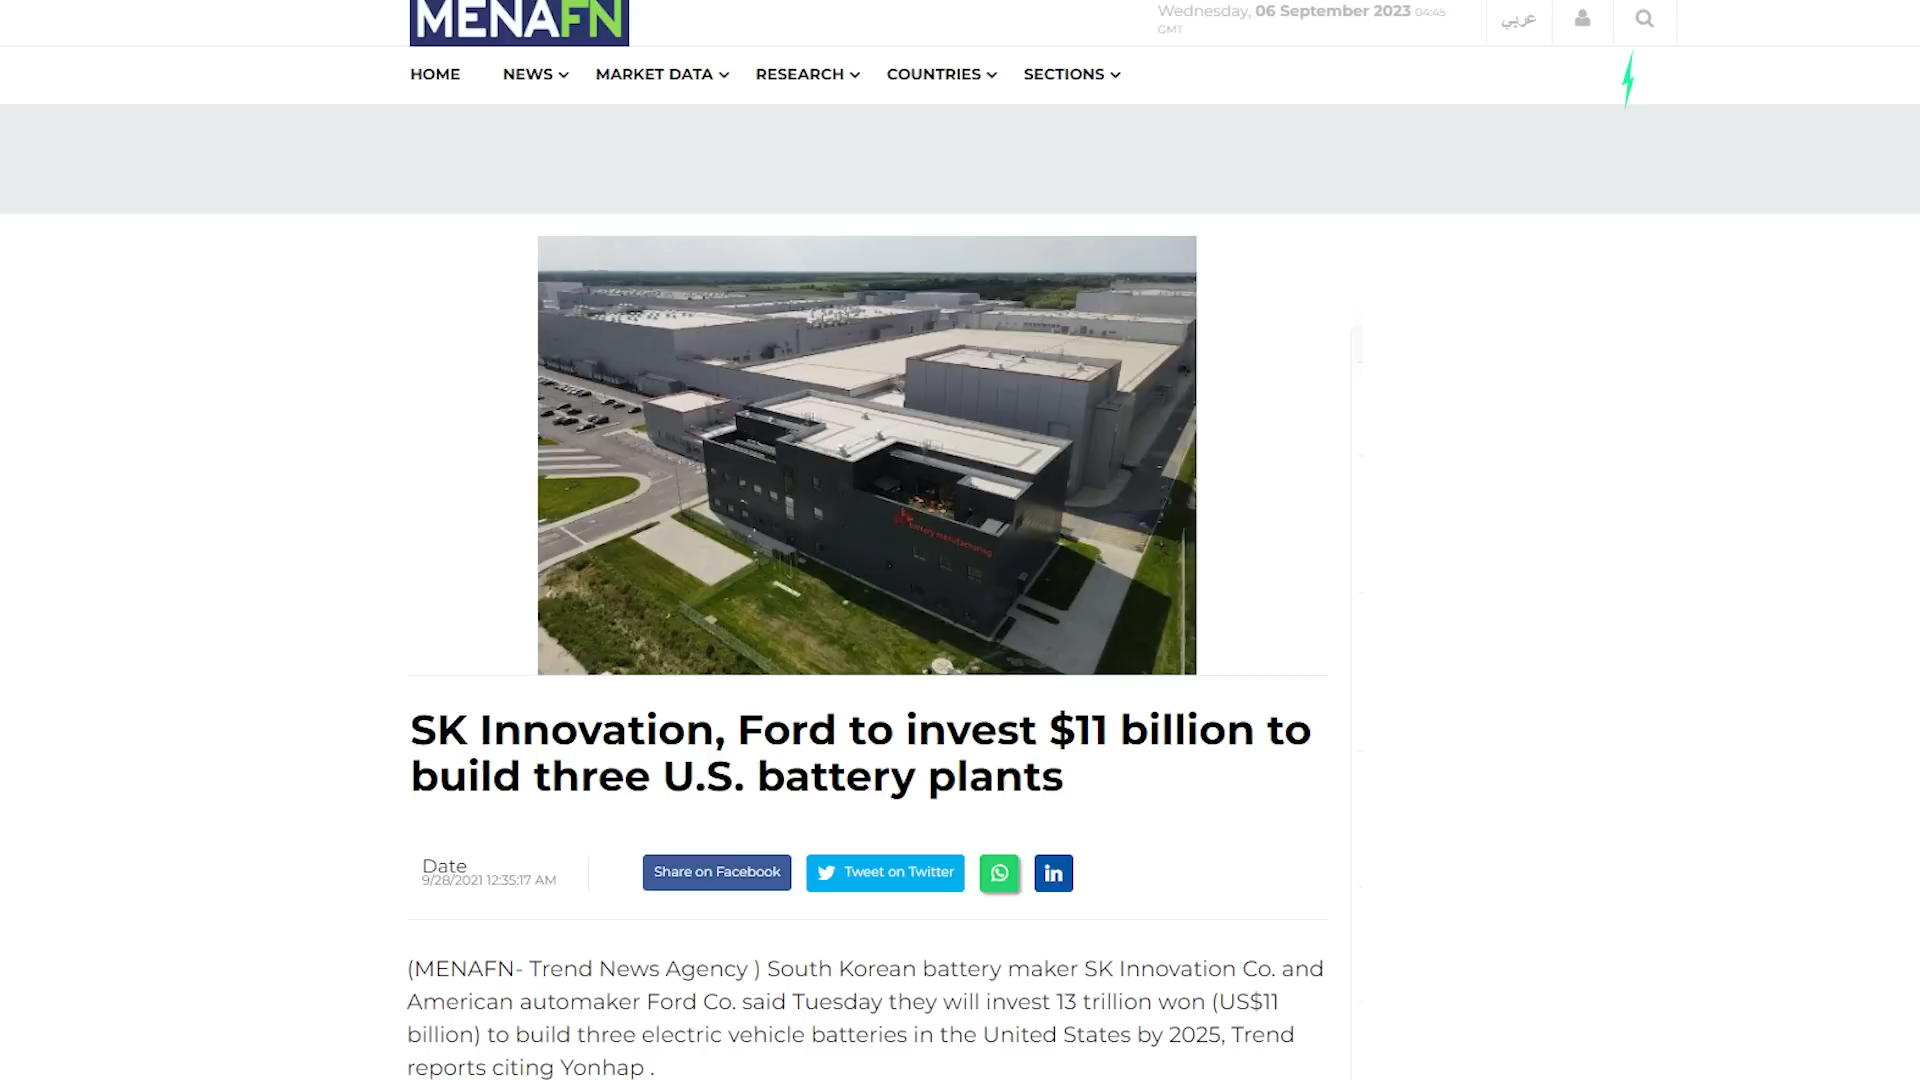 MENAFN
Wednesday, 06 September 2023 04:45
GMT
عربي
HOME NEWS MARKET DATA RESEARCH COUNTRIES SECTIONS
battery manufacturing
SK Innovation, Ford to invest $11 billion to
build three U.S. battery plants
Date
9/28/2021 12:35:17 AM
Share on Facebook
Tweet on Twitter
in
(MENAFN- Trend News Agency ) South Korean battery maker SK Innovation Co. and
American automaker Ford Co. said Tuesday they will invest 13 trillion won (US$11
billion) to build three electric vehicle batteries in the United States by 2025, Trend
reports citing Yonhap .